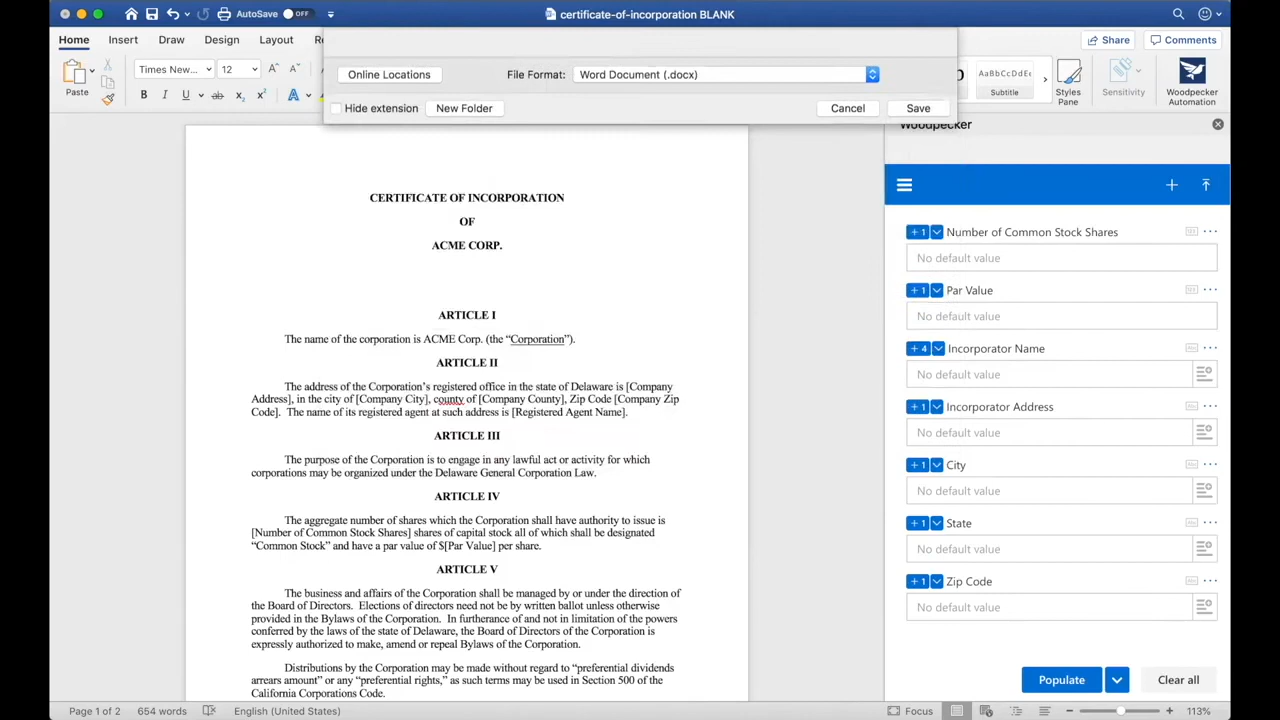 AutoSave OFF
certificate-of-incorporation BLANK
Home Insert Draw Design Layout
Share Comments
Online Locations File Format: Word Document (.docx)
Hide extension New Folder Cancel Save
Paste
Times New... 12
B I U ab x₂ x² A
AaBbCcDdEe
Subtitle
Styles
Pane
Sensitivity
Woodpecker
Automation
Woodpecker
CERTIFICATE OF INCORPORATION
OF
ACME CORP.
ARTICLE I
The name of the corporation is ACME Corp. (the “Corporation”).
ARTICLE II
The address of the Corporation’s registered office in the state of Delaware is [Company
Address], in the city of [Company City], county of [Company County], Zip Code [Company Zip
Code]. The name of its registered agent at such address is [Registered Agent Name].
ARTICLE III
The purpose of the Corporation is to engage in any lawful act or activity for which
corporations may be organized under the Delaware General Corporation Law.
ARTICLE IV
The aggregate number of shares which the Corporation shall have authority to issue is
[Number of Common Stock Shares] shares of capital stock all of which shall be designated
“Common Stock” and have a par value of $[Par Value] per share.
ARTICLE V
The business and affairs of the Corporation shall be managed by or under the direction of
the Board of Directors. Elections of directors need not be by written ballot unless otherwise
provided in the Bylaws of the Corporation. In furtherance of and not in limitation of the powers
conferred by the laws of the state of Delaware, the Board of Directors of the Corporation is
expressly authorized to make, amend or repeal Bylaws of the Corporation.
Distributions by the Corporation may be made without regard to “preferential dividends
arrears amount” or any “preferential rights,” as such terms may be used in Section 500 of the
California Corporations Code.
+ 1 Number of Common Stock Shares
No default value
+ 1 Par Value
No default value
+ 4 Incorporator Name
No default value
+ 1 Incorporator Address
No default value
+ 1 City
No default value
+ 1 State
No default value
+ 1 Zip Code
No default value
Populate Clear all
Page 1 of 2 654 words English (United States) Focus 113%